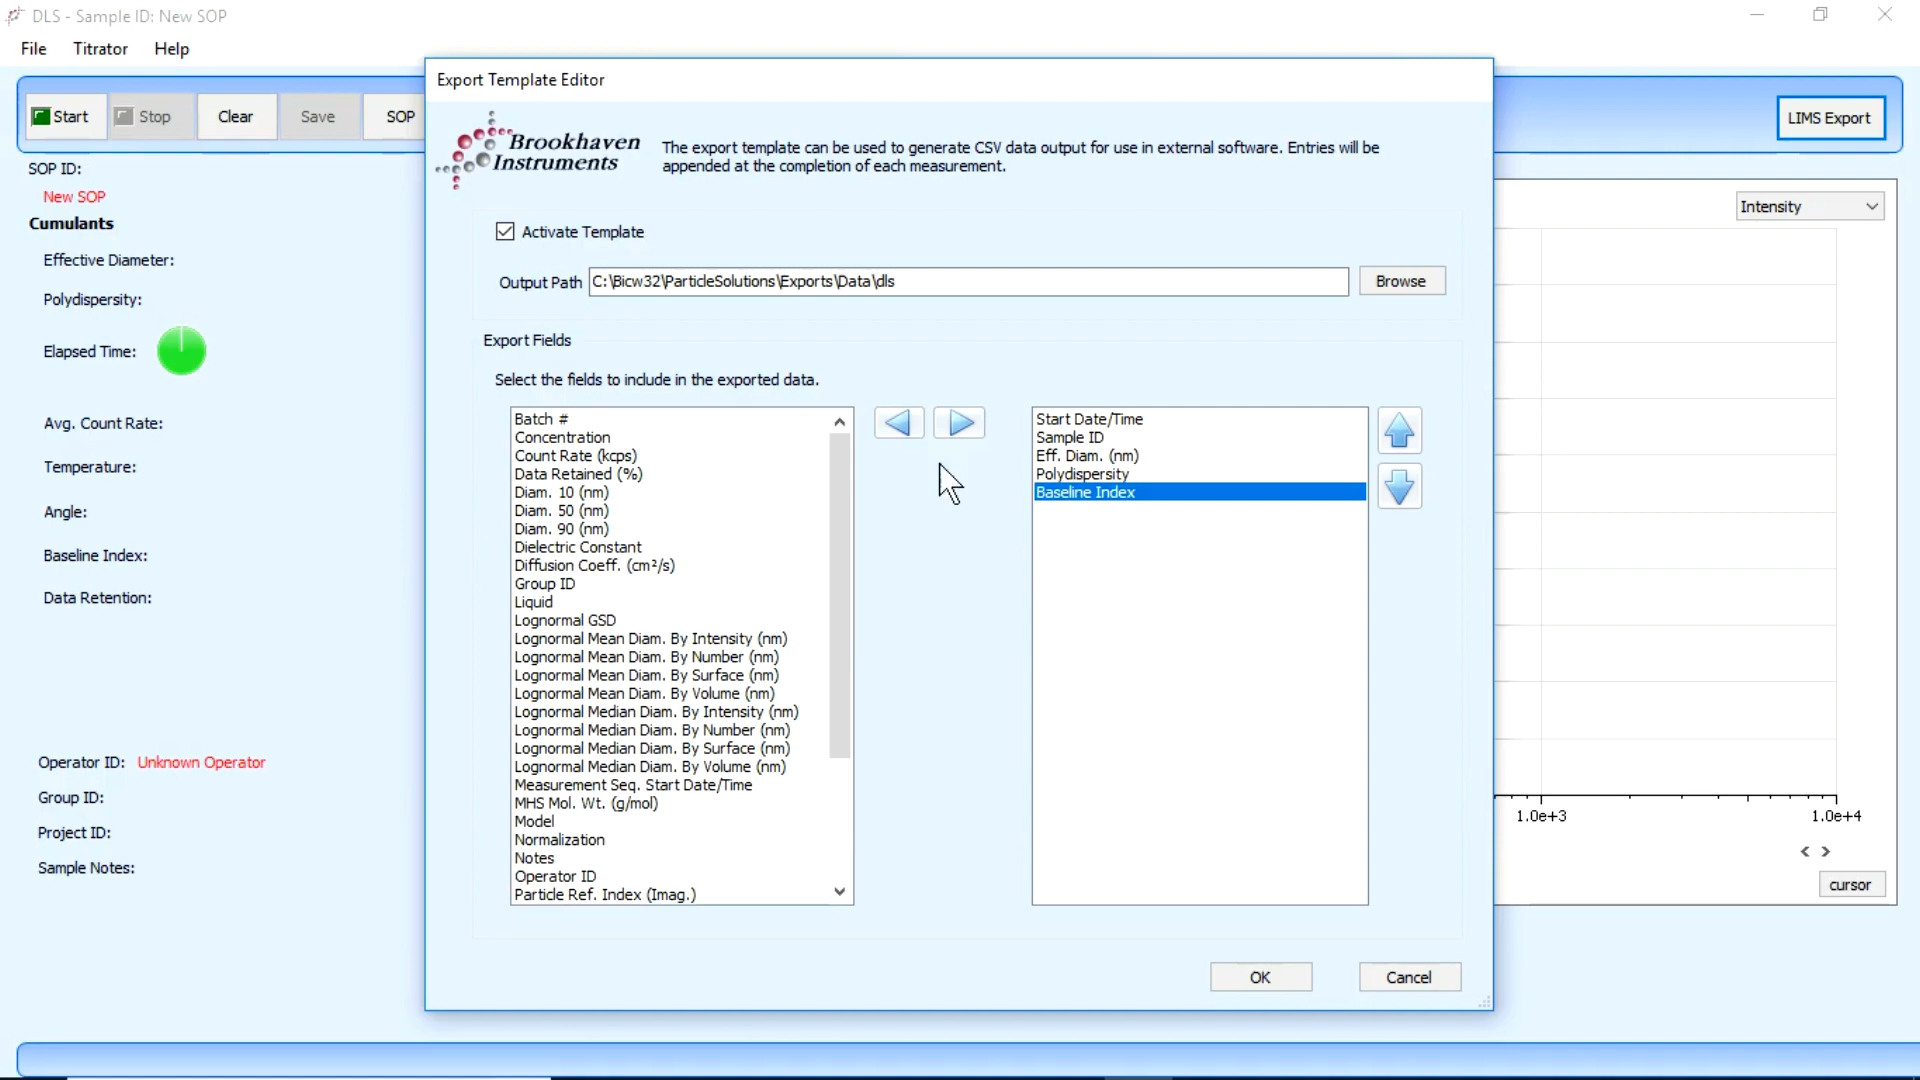 DLS - Sample ID: New SOP
File Titrator Help
Start Stop Clear Save SOP
LIMS Export
SOP ID:
New SOP
Cumulants
Effective Diameter:
Polydispersity:
Elapsed Time:
Avg. Count Rate:
Temperature:
Angle:
Baseline Index:
Data Retention:
Operator ID: Unknown Operator
Group ID:
Project ID:
Sample Notes:
Export Template Editor
Brookhaven
Instruments
The export template can be used to generate CSV data output for use in external software. Entries will be
appended at the completion of each measurement.
Activate Template
Output Path C:\Bicw32\ParticleSolutions\Exports\Data\dls Browse
Export Fields
Select the fields to include in the exported data.
Batch #
Concentration
Count Rate (kcps)
Data Retained (%)
Diam. 10 (nm)
Diam. 50 (nm)
Diam. 90 (nm)
Dielectric Constant
Diffusion Coeff. (cm²/s)
Group ID
Liquid
Lognormal GSD
Lognormal Mean Diam. By Intensity (nm)
Lognormal Mean Diam. By Number (nm)
Lognormal Mean Diam. By Surface (nm)
Lognormal Mean Diam. By Volume (nm)
Lognormal Median Diam. By Intensity (nm)
Lognormal Median Diam. By Number (nm)
Lognormal Median Diam. By Surface (nm)
Lognormal Median Diam. By Volume (nm)
Measurement Seq. Start Date/Time
MHS Mol. Wt. (g/mol)
Model
Normalization
Notes
Operator ID
Particle Ref. Index (Imag.)
Start Date/Time
Sample ID
Eff. Diam. (nm)
Polydispersity
Baseline Index
OK Cancel
Intensity
1.0e+3 1.0e+4
< >
cursor